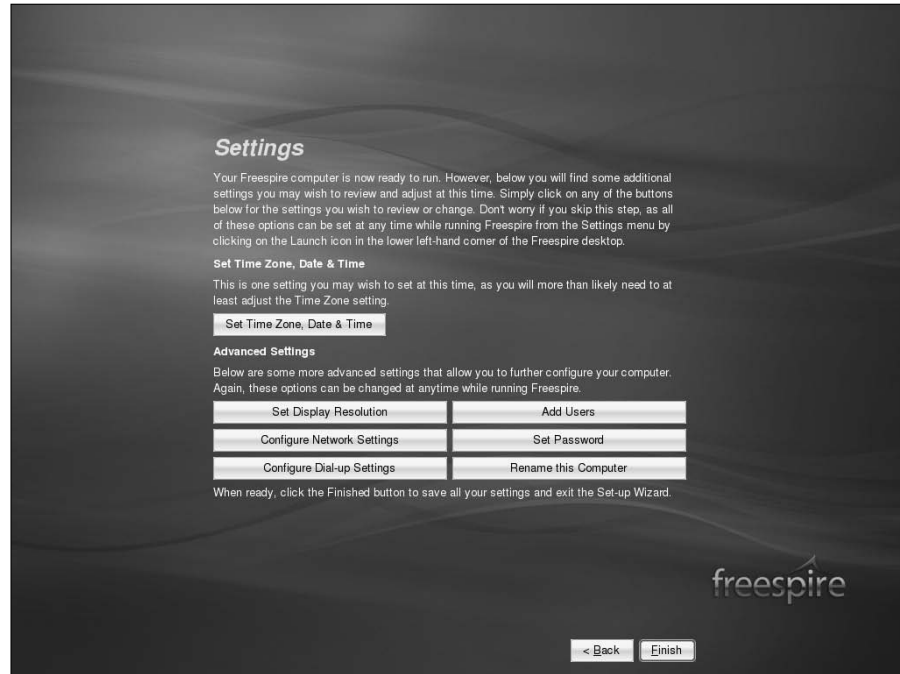 Settings
Your Freespire computer is now ready to run. However, below you will find some additional
settings you may wish to review and adjust at this time. Simply click on any of the buttons
below for the settings you wish to review or change. Don't worry if you skip this step, as all
of these options can be set at any time while running Freespire from the Settings menu by
clicking on the Launch icon in the lower left-hand corner of the Freespire desktop.
Set Time Zone, Date & Time
This is one setting you may wish to set at this time, as you will more than likely need to at
least adjust the Time Zone setting.
Set Time Zone, Date & Time
Advanced Settings
Below are some more advanced settings that allow you to further configure your computer.
Again, these options can be changed at anytime while running Freespire.
Set Display Resolution
Add Users
Configure Network Settings
Set Password
Configure Dial-up Settings
Rename this Computer
When ready, click the Finished button to save all your settings and exit the Set-up Wizard.
freespire
< Back
Finish